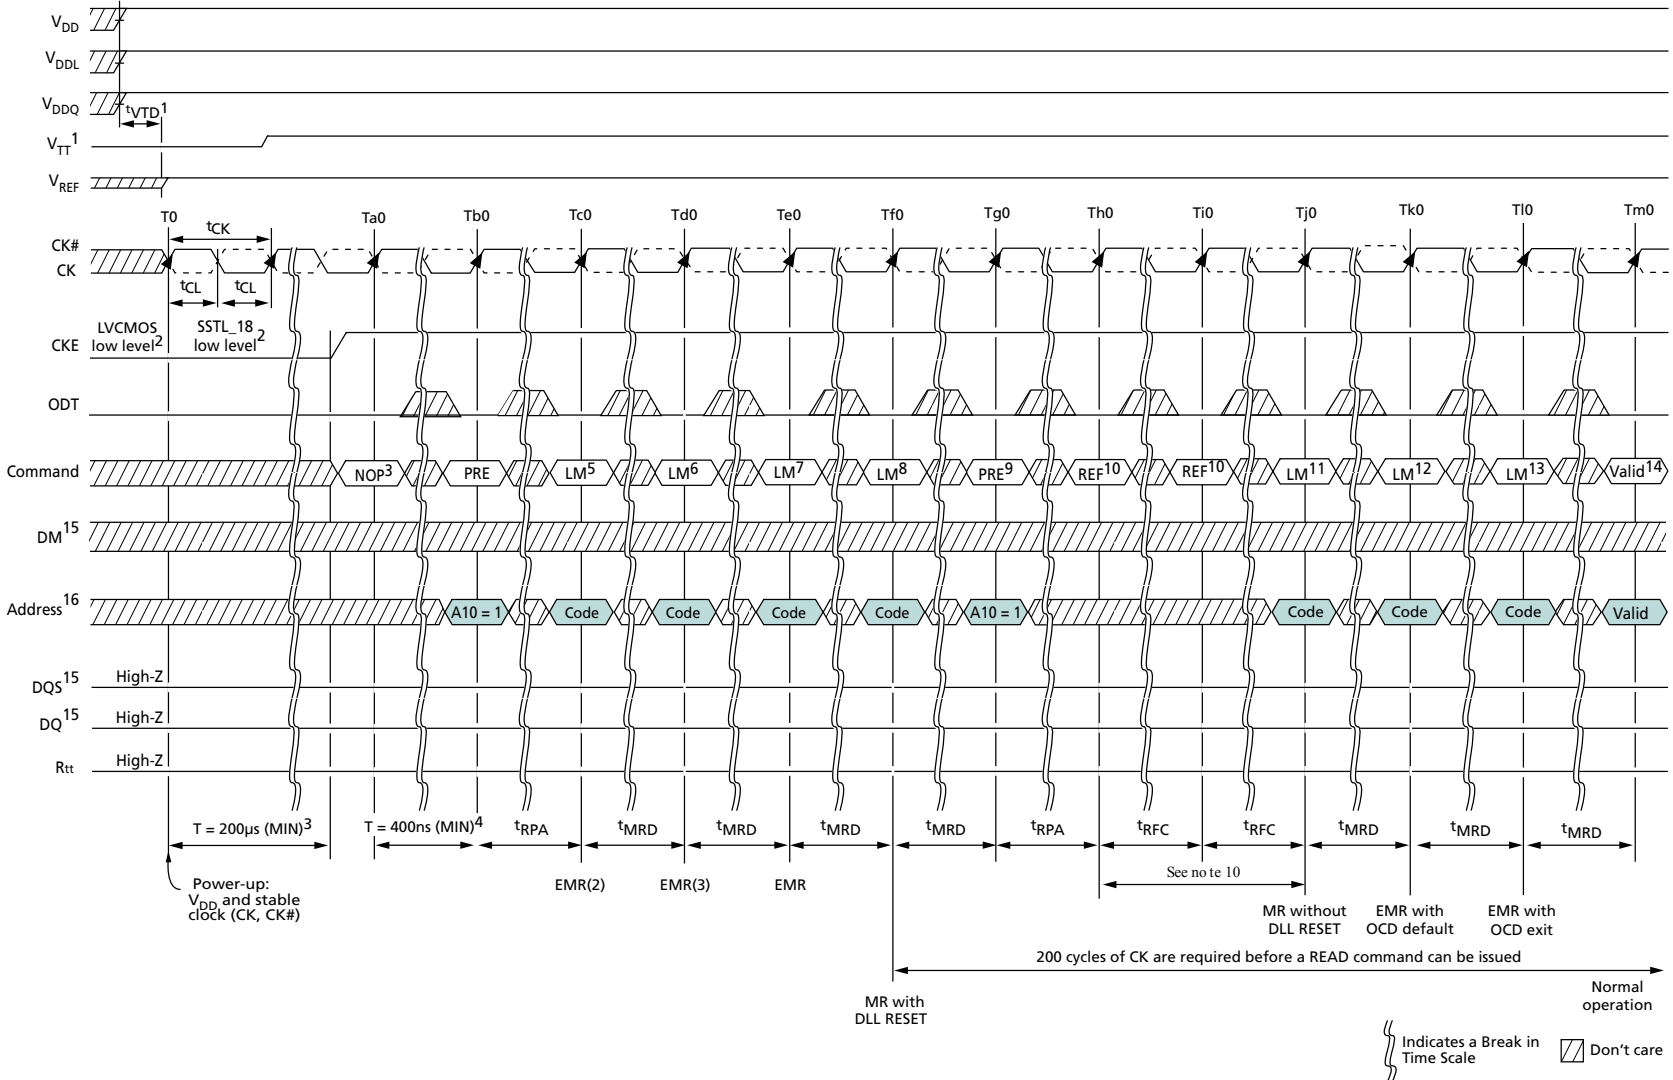 VDD
VDDL
VDDQ
tVTD1
VTT1
VREF
T0 Ta0 Tb0 Tc0 Td0 Te0 Tf0 Tg0 Th0 Ti0 Tj0 Tk0 Tl0 Tm0
tCK
CK#
CK
tCL tCL
LVCMOS low level2
SSTL_18 low level2
CKE
ODT
Command NOP3 PRE LM5 LM6 LM7 LM8 PRE9 REF10 REF10 LM11 LM12 LM13 Valid14
DM15
Address16 A10 = 1 Code Code Code Code A10 = 1 Code Code Code Valid
DQS15 High-Z
DQ15 High-Z
Rtt High-Z
T = 200µs (MIN)3 T = 400ns (MIN)4 tRPA tMRD tMRD tMRD tMRD tRPA tRFC tRFC tMRD tMRD tMRD
See note 10
Power-up:
VDD and stable
clock (CK, CK#)
EMR(2) EMR(3) EMR
MR without
DLL RESET
EMR with
OCD default
EMR with
OCD exit
200 cycles of CK are required before a READ command can be issued
MR with
DLL RESET
Normal
operation
Indicates a Break in
Time Scale
Don't care